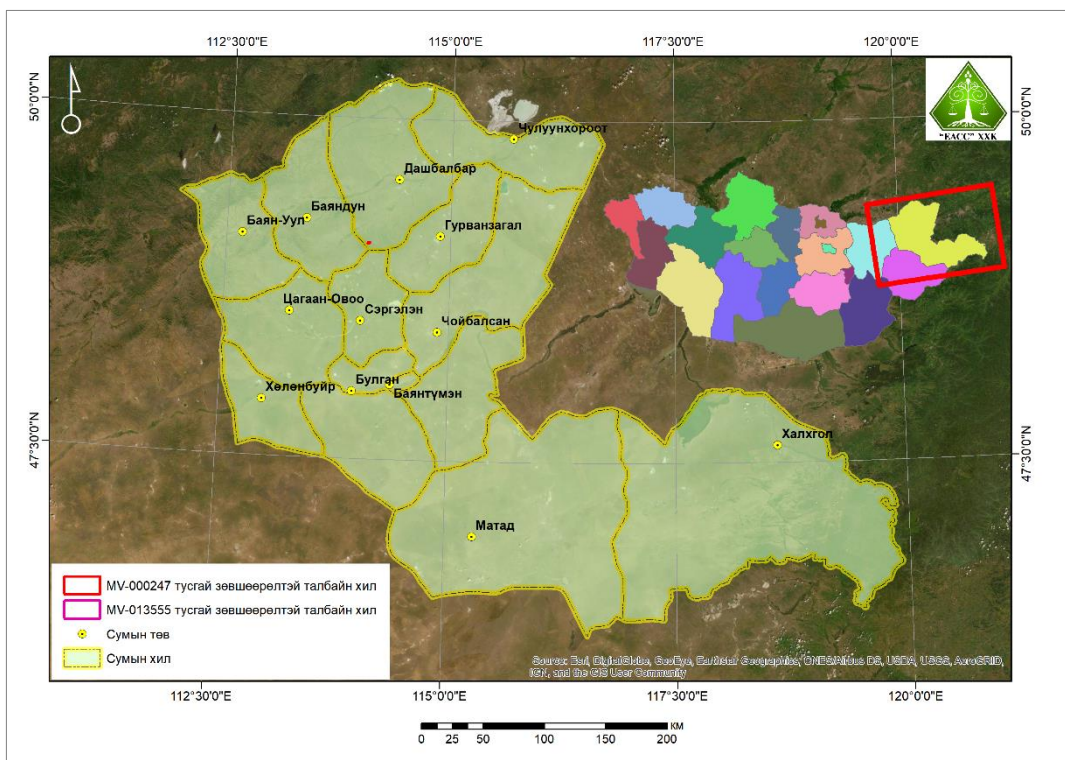 112°30'0"E
115°0'0"E
117°30'0"E
120°0'0"E
50°0'0"N
50°0'0"N
"ЕАСС" ХХК
Чулуунхороот
Дашбалбар
Баяндун
Баян-Уул
Гурванзагал
Цагаан-Овоо
Сэргэлэн
Чойбалсан
Хөлөнбуйр
Булган
Баянтүмэн
Халхгол
47°30'0"N
47°30'0"N
Матад
MV-000247 тусгай зөвшөөрөлтэй талбайн хил
MV-013555 тусгай зөвшөөрөлтэй талбайн хил
Сумын төв
Сумын хил
Source: Esri, DigitalGlobe, GeoEye, Earthstar Geographics, CNES/Airbus DS, USDA, USGS, AeroGRID,
IGN, and the GIS User Community
112°30'0"E
115°0'0"E
117°30'0"E
120°0'0"E
КМ
0 25 50 100 150 200